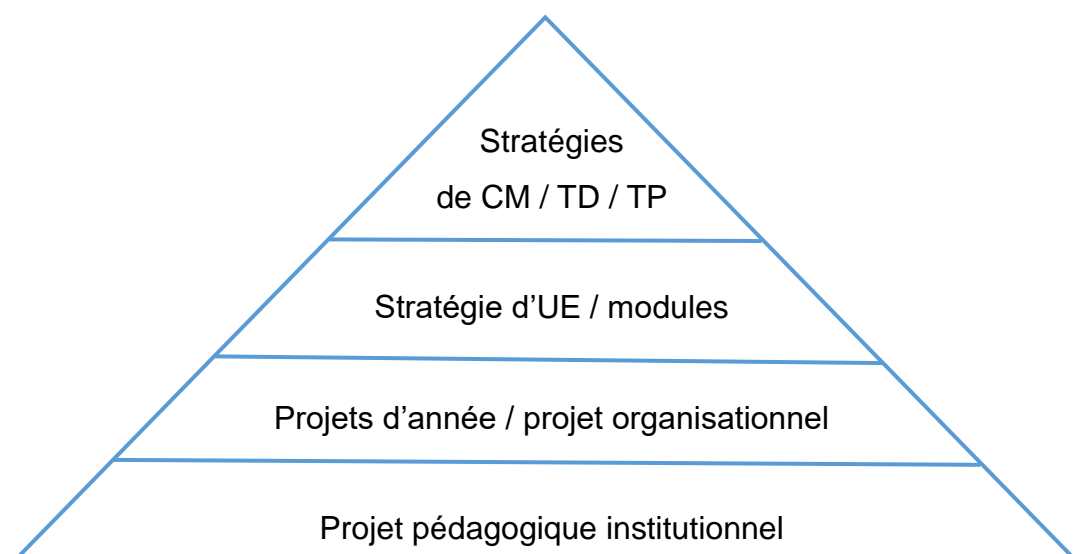 Stratégies
de CM / TD / TP
Stratégie d’UE / modules
Projets d’année / projet organisationnel
Projet pédagogique institutionnel